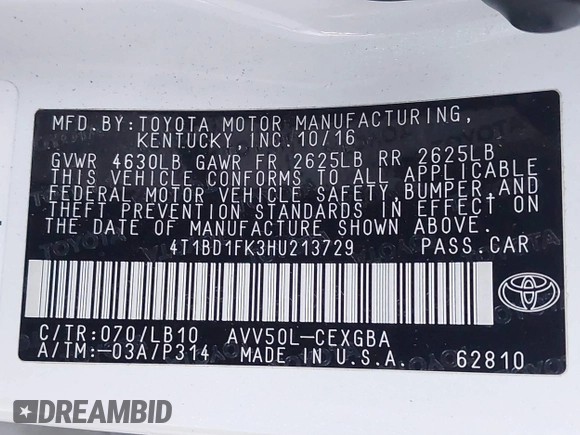 MFD.BY:TOYOTA MOTOR MANUFACTURING,
KENTUCKY, INC.10/16
GVWR 4630LB GAWR FR 2625LB RR 2625LB
THIS VEHICLE CONFORMS TO ALL APPLICABLE
FEDERAL MOTOR VEHICLE SAFETY,BUMPER,AND
THEFT PREVENTION STANDARDS IN EFFECT ON
THE DATE OF MANUFACTURE SHOWN ABOVE.
4T1BD1FK3HU213729 PASS.CAR
C/TR:070/LB10 AVV50L-CEXGBA
A/TM:-03A/P314 MADE IN U.S.A. 62810
DREAMBID